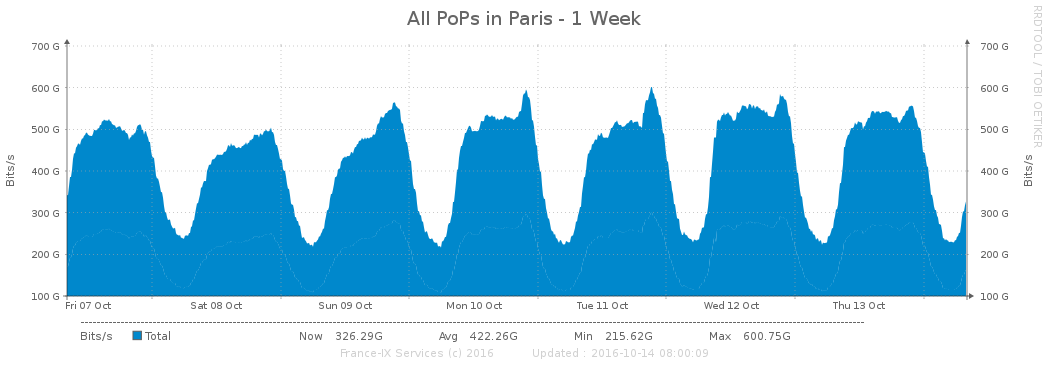 All PoPs in Paris - 1 Week
RRDTOOL / TOBI OETIKER
700 G 700 G
600 G 600 G
500 G 500 G
400 G 400 G
300 G 300 G
200 G 200 G
100 G 100 G
Bits/s Bits/s
Fri 07 Oct Sat 08 Oct Sun 09 Oct Mon 10 Oct Tue 11 Oct Wed 12 Oct Thu 13 Oct
Bits/s Total Now 326.29G Avg 422.26G Min 215.62G Max 600.75G
France-IX Services (c) 2016 Updated : 2016-10-14 08:00:09